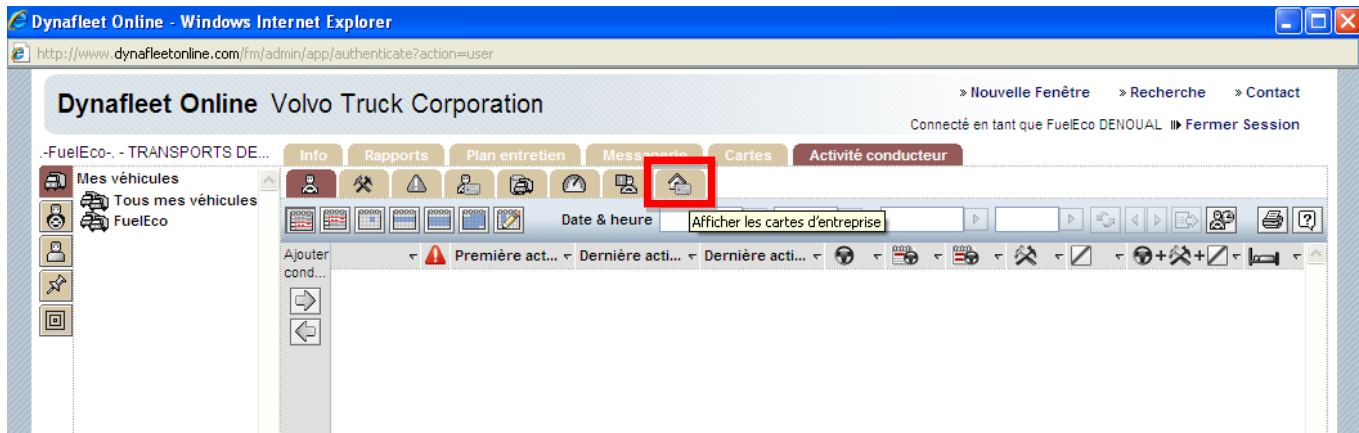 Dynafleet Online - Windows Internet Explorer
http://www.dynafleetonline.com/fm/admin/app/authenticate?action=user
Dynafleet Online Volvo Truck Corporation
» Nouvelle Fenêtre » Recherche » Contact
Connecté en tant que FuelEco DENOUAL Fermer Session
.-FuelEco-. - TRANSPORTS DE...
Info Rapports Plan entretien Messagerie Cartes Activité conducteur
Mes véhicules
Tous mes véhicules
FuelEco
Date & heure
Afficher les cartes d'entreprise
Ajouter cond...
Première act... Dernière acti... Dernière acti...